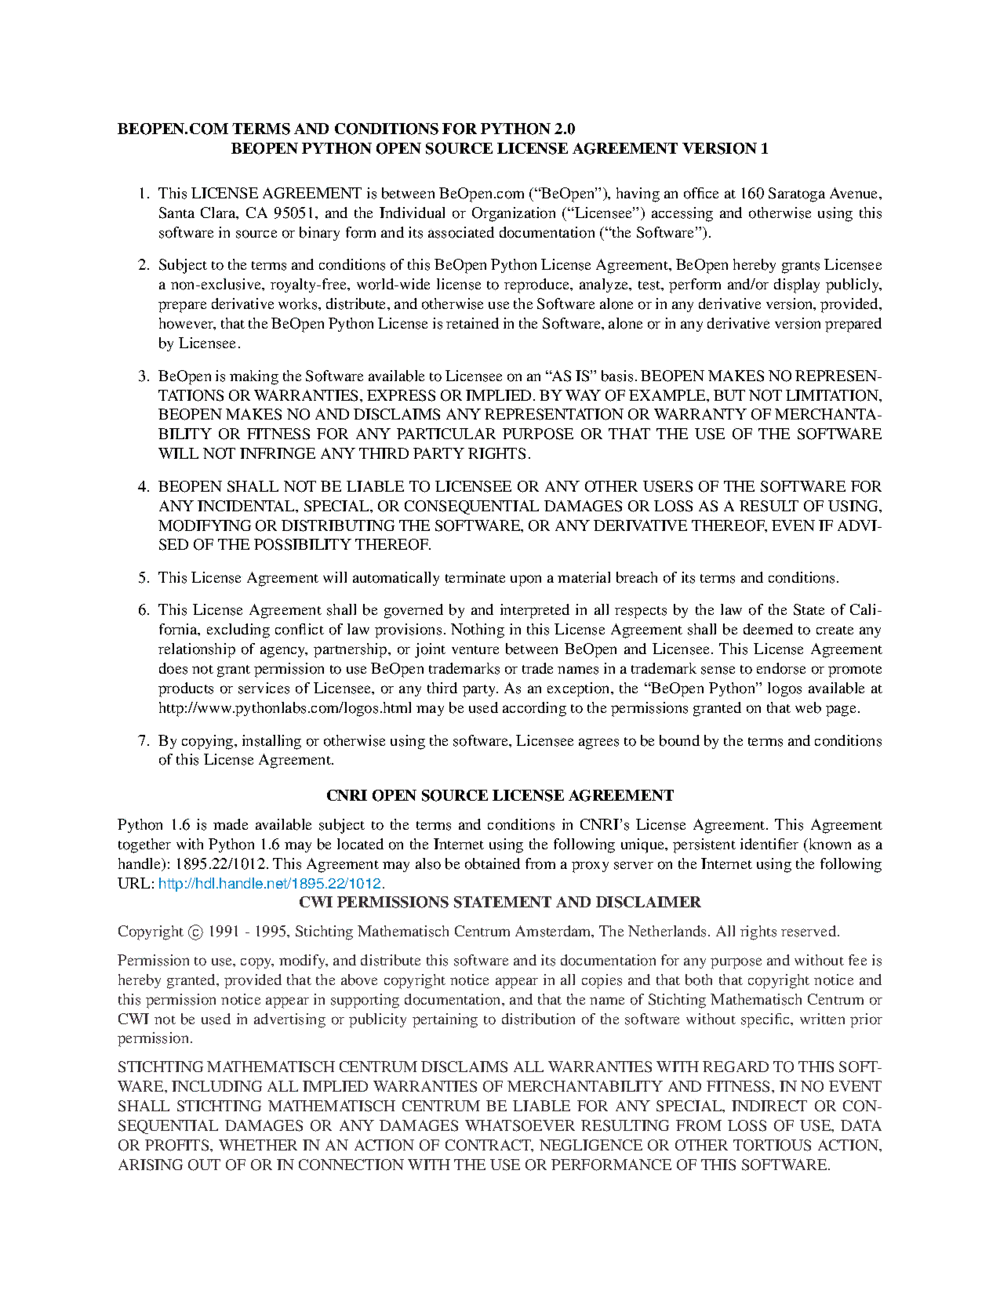 BEOPEN.COM TERMS AND CONDITIONS FOR PYTHON 2.0
BEOPEN PYTHON OPEN SOURCE LICENSE AGREEMENT VERSION 1
1. This LICENSE AGREEMENT is between BeOpen.com (“BeOpen”), having an office at 160 Saratoga Avenue,
Santa Clara, CA 95051, and the Individual or Organization (“Licensee”) accessing and otherwise using this
software in source or binary form and its associated documentation (“the Software”).
2. Subject to the terms and conditions of this BeOpen Python License Agreement, BeOpen hereby grants Licensee
a non-exclusive, royalty-free, world-wide license to reproduce, analyze, test, perform and/or display publicly,
prepare derivative works, distribute, and otherwise use the Software alone or in any derivative version, provided,
however, that the BeOpen Python License is retained in the Software, alone or in any derivative version prepared
by Licensee.
3. BeOpen is making the Software available to Licensee on an “AS IS” basis. BEOPEN MAKES NO REPRESEN-
TATIONS OR WARRANTIES, EXPRESS OR IMPLIED. BY WAY OF EXAMPLE, BUT NOT LIMITATION,
BEOPEN MAKES NO AND DISCLAIMS ANY REPRESENTATION OR WARRANTY OF MERCHANTA-
BILITY OR FITNESS FOR ANY PARTICULAR PURPOSE OR THAT THE USE OF THE SOFTWARE
WILL NOT INFRINGE ANY THIRD PARTY RIGHTS.
4. BEOPEN SHALL NOT BE LIABLE TO LICENSEE OR ANY OTHER USERS OF THE SOFTWARE FOR
ANY INCIDENTAL, SPECIAL, OR CONSEQUENTIAL DAMAGES OR LOSS AS A RESULT OF USING,
MODIFYING OR DISTRIBUTING THE SOFTWARE, OR ANY DERIVATIVE THEREOF, EVEN IF ADVI-
SED OF THE POSSIBILITY THEREOF.
5. This License Agreement will automatically terminate upon a material breach of its terms and conditions.
6. This License Agreement shall be governed by and interpreted in all respects by the law of the State of Cali-
fornia, excluding conflict of law provisions. Nothing in this License Agreement shall be deemed to create any
relationship of agency, partnership, or joint venture between BeOpen and Licensee. This License Agreement
does not grant permission to use BeOpen trademarks or trade names in a trademark sense to endorse or promote
products or services of Licensee, or any third party. As an exception, the “BeOpen Python” logos available at
http://www.pythonlabs.com/logos.html may be used according to the permissions granted on that web page.
7. By copying, installing or otherwise using the software, Licensee agrees to be bound by the terms and conditions
of this License Agreement.
CNRI OPEN SOURCE LICENSE AGREEMENT
Python 1.6 is made available subject to the terms and conditions in CNRI’s License Agreement. This Agreement
together with Python 1.6 may be located on the Internet using the following unique, persistent identifier (known as a
handle): 1895.22/1012. This Agreement may also be obtained from a proxy server on the Internet using the following
URL: http://hdl.handle.net/1895.22/1012.
CWI PERMISSIONS STATEMENT AND DISCLAIMER
Copyright © 1991 - 1995, Stichting Mathematisch Centrum Amsterdam, The Netherlands. All rights reserved.
Permission to use, copy, modify, and distribute this software and its documentation for any purpose and without fee is
hereby granted, provided that the above copyright notice appear in all copies and that both that copyright notice and
this permission notice appear in supporting documentation, and that the name of Stichting Mathematisch Centrum or
CWI not be used in advertising or publicity pertaining to distribution of the software without specific, written prior
permission.
STICHTING MATHEMATISCH CENTRUM DISCLAIMS ALL WARRANTIES WITH REGARD TO THIS SOFT-
WARE, INCLUDING ALL IMPLIED WARRANTIES OF MERCHANTABILITY AND FITNESS, IN NO EVENT
SHALL STICHTING MATHEMATISCH CENTRUM BE LIABLE FOR ANY SPECIAL, INDIRECT OR CON-
SEQUENTIAL DAMAGES OR ANY DAMAGES WHATSOEVER RESULTING FROM LOSS OF USE, DATA
OR PROFITS, WHETHER IN AN ACTION OF CONTRACT, NEGLIGENCE OR OTHER TORTIOUS ACTION,
ARISING OUT OF OR IN CONNECTION WITH THE USE OR PERFORMANCE OF THIS SOFTWARE.